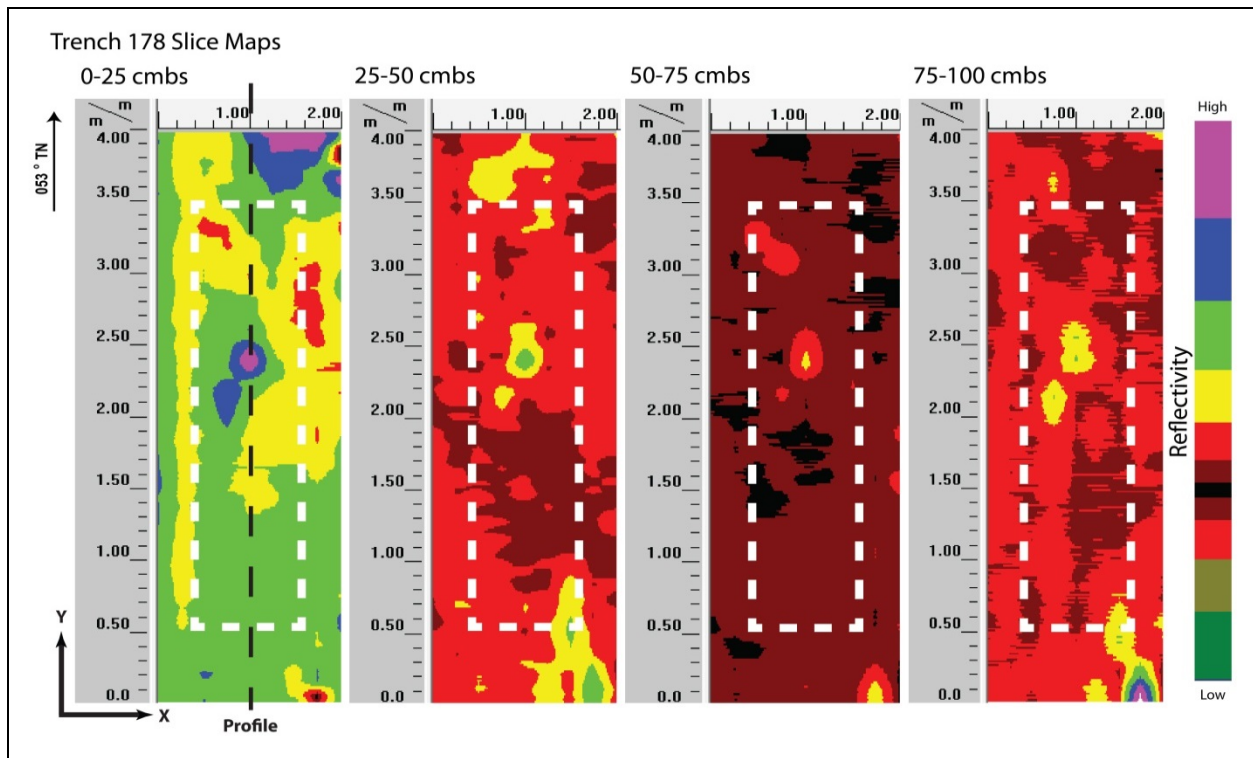 Trench 178 Slice Maps
0-25 cmbs
25-50 cmbs
50-75 cmbs
75-100 cmbs
m
m
1.00
2.00
m
m
1.00
2.00
m
m
1.00
2.00
m
m
1.00
2.00
High
053 ° TN
4.00
3.50
3.00
2.50
2.00
1.50
1.00
0.50
0.0
4.00
3.50
3.00
2.50
2.00
1.50
1.00
0.50
0.0
4.00
3.50
3.00
2.50
2.00
1.50
1.00
0.50
0.0
4.00
3.50
3.00
2.50
2.00
1.50
1.00
0.50
0.0
Reflectivity
Low
Y
X
Profile